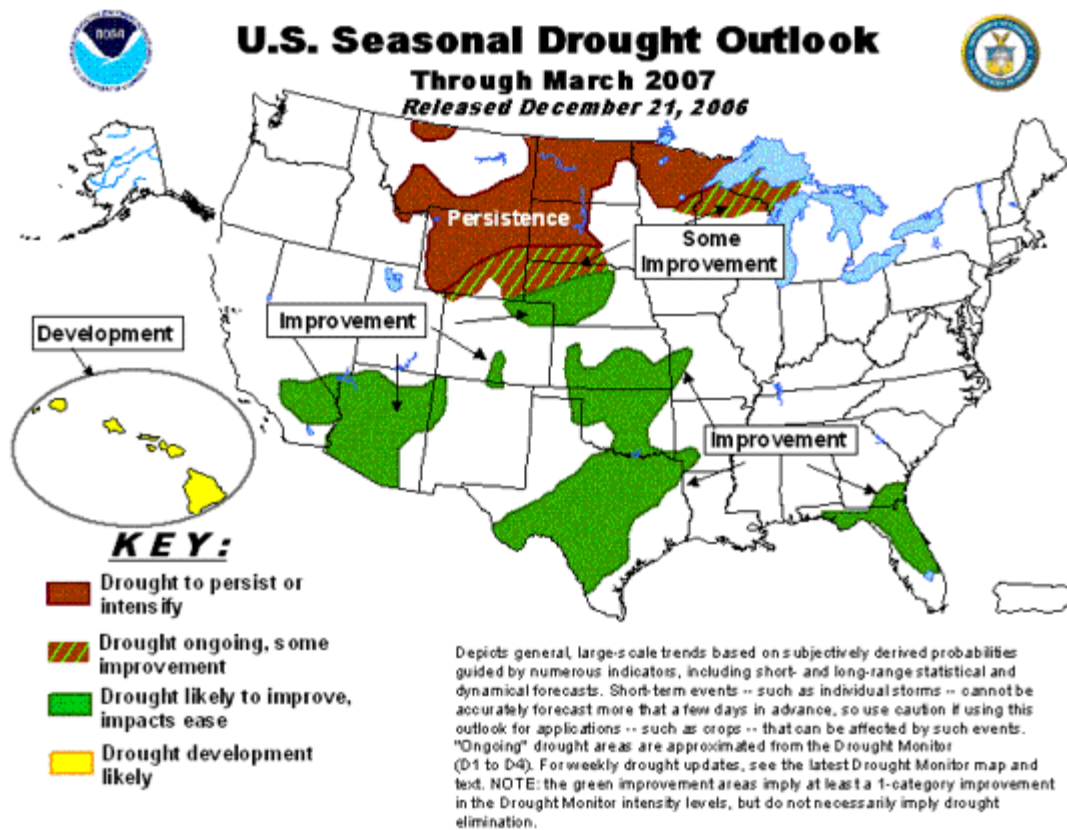 NOAA
U.S. Seasonal Drought Outlook
Through March 2007
Released December 21, 2006
Persistence
Some
Improvement
Improvement
Development
Improvement
KEY:
Drought to persist or
intensify
Drought ongoing, some
improvement
Drought likely to improve,
impacts ease
Drought development
likely
Depicts general, large-scale trends based on subjectively derived probabilities
guided by numerous indicators, including short- and long-range statistical and
dynamical forecasts. Short-term events -- such as individual storms -- cannot be
accurately forecast more that a few days in advance, so use caution if using this
outlook for applications -- such as crops -- that can be affected by such events.
"Ongoing" drought areas are approximated from the Drought Monitor
(D1 to D4). For weekly drought updates, see the latest Drought Monitor map and
text. NOTE: the green improvement areas imply at least a 1-category improvement
in the Drought Monitor intensity levels, but do not necessarily imply drought
elimination.